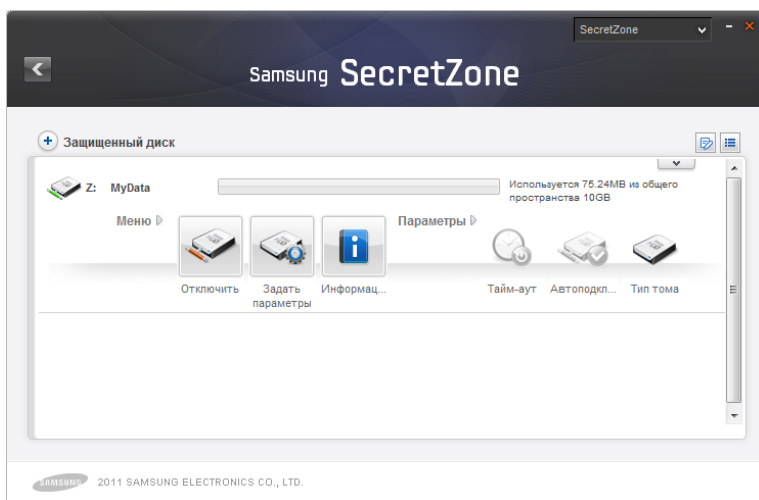 SecretZone
Samsung SecretZone
Защищенный диск
Z: MyData
Используется 75.24MB из общего
пространства 10GB
Меню
Параметры
Отключить
Задать
параметры
Информац...
Тайм-аут
Автоподкл...
Тип тома
SAMSUNG
2011 SAMSUNG ELECTRONICS CO., LTD.